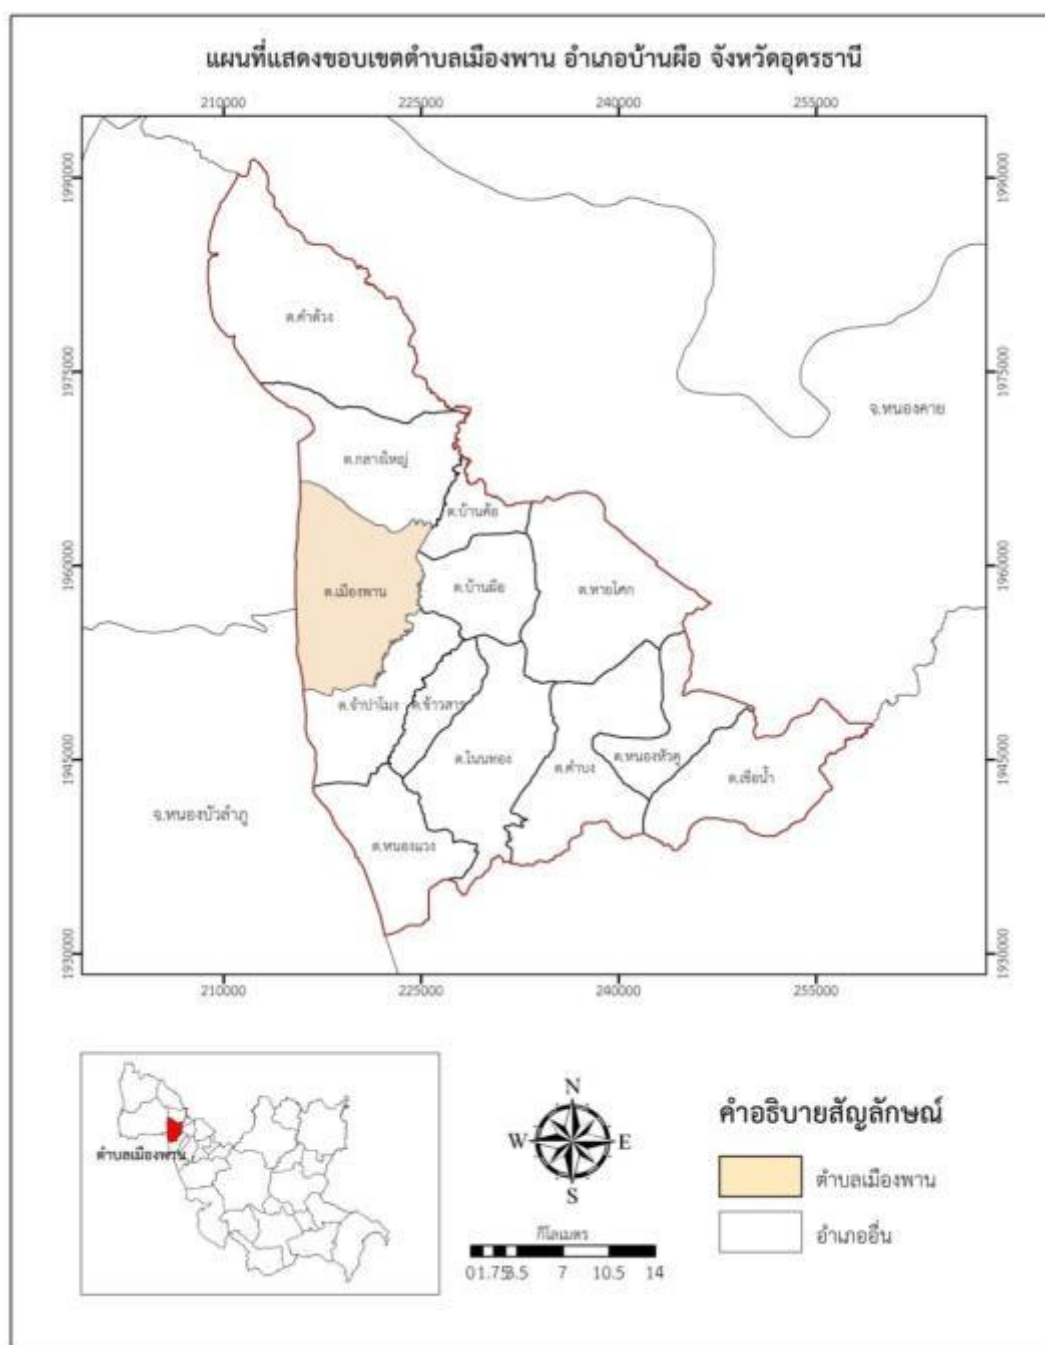 แผนที่แสดงขอบเขตตำบลเมืองพาน อำเภอบ้านผือ จังหวัดอุดรธานี
210000 225000 240000 255000
1990000 1990000
ต.คำด้วง
1975000 1975000
จ.หนองคาย
ต.กลางใหญ่
ต.บ้านค้อ
1960000 1960000
ต.เมืองพาน ต.บ้านผือ ต.หายโศก
ต.จำปาโมง ต.ข้าวสาร
1945000 1945000
ต.โนนทอง ต.คำบง ต.หนองหัวคู ต.เขือน้ำ
จ.หนองบัวลำภู
ต.หนองแวง
1930000 1930000
210000 225000 240000 255000
ตำบลเมืองพาน
N
W E
S
กิโลเมตร
0 1.75 3.5 7 10.5 14
คำอธิบายสัญลักษณ์
ตำบลเมืองพาน
อำเภออื่น